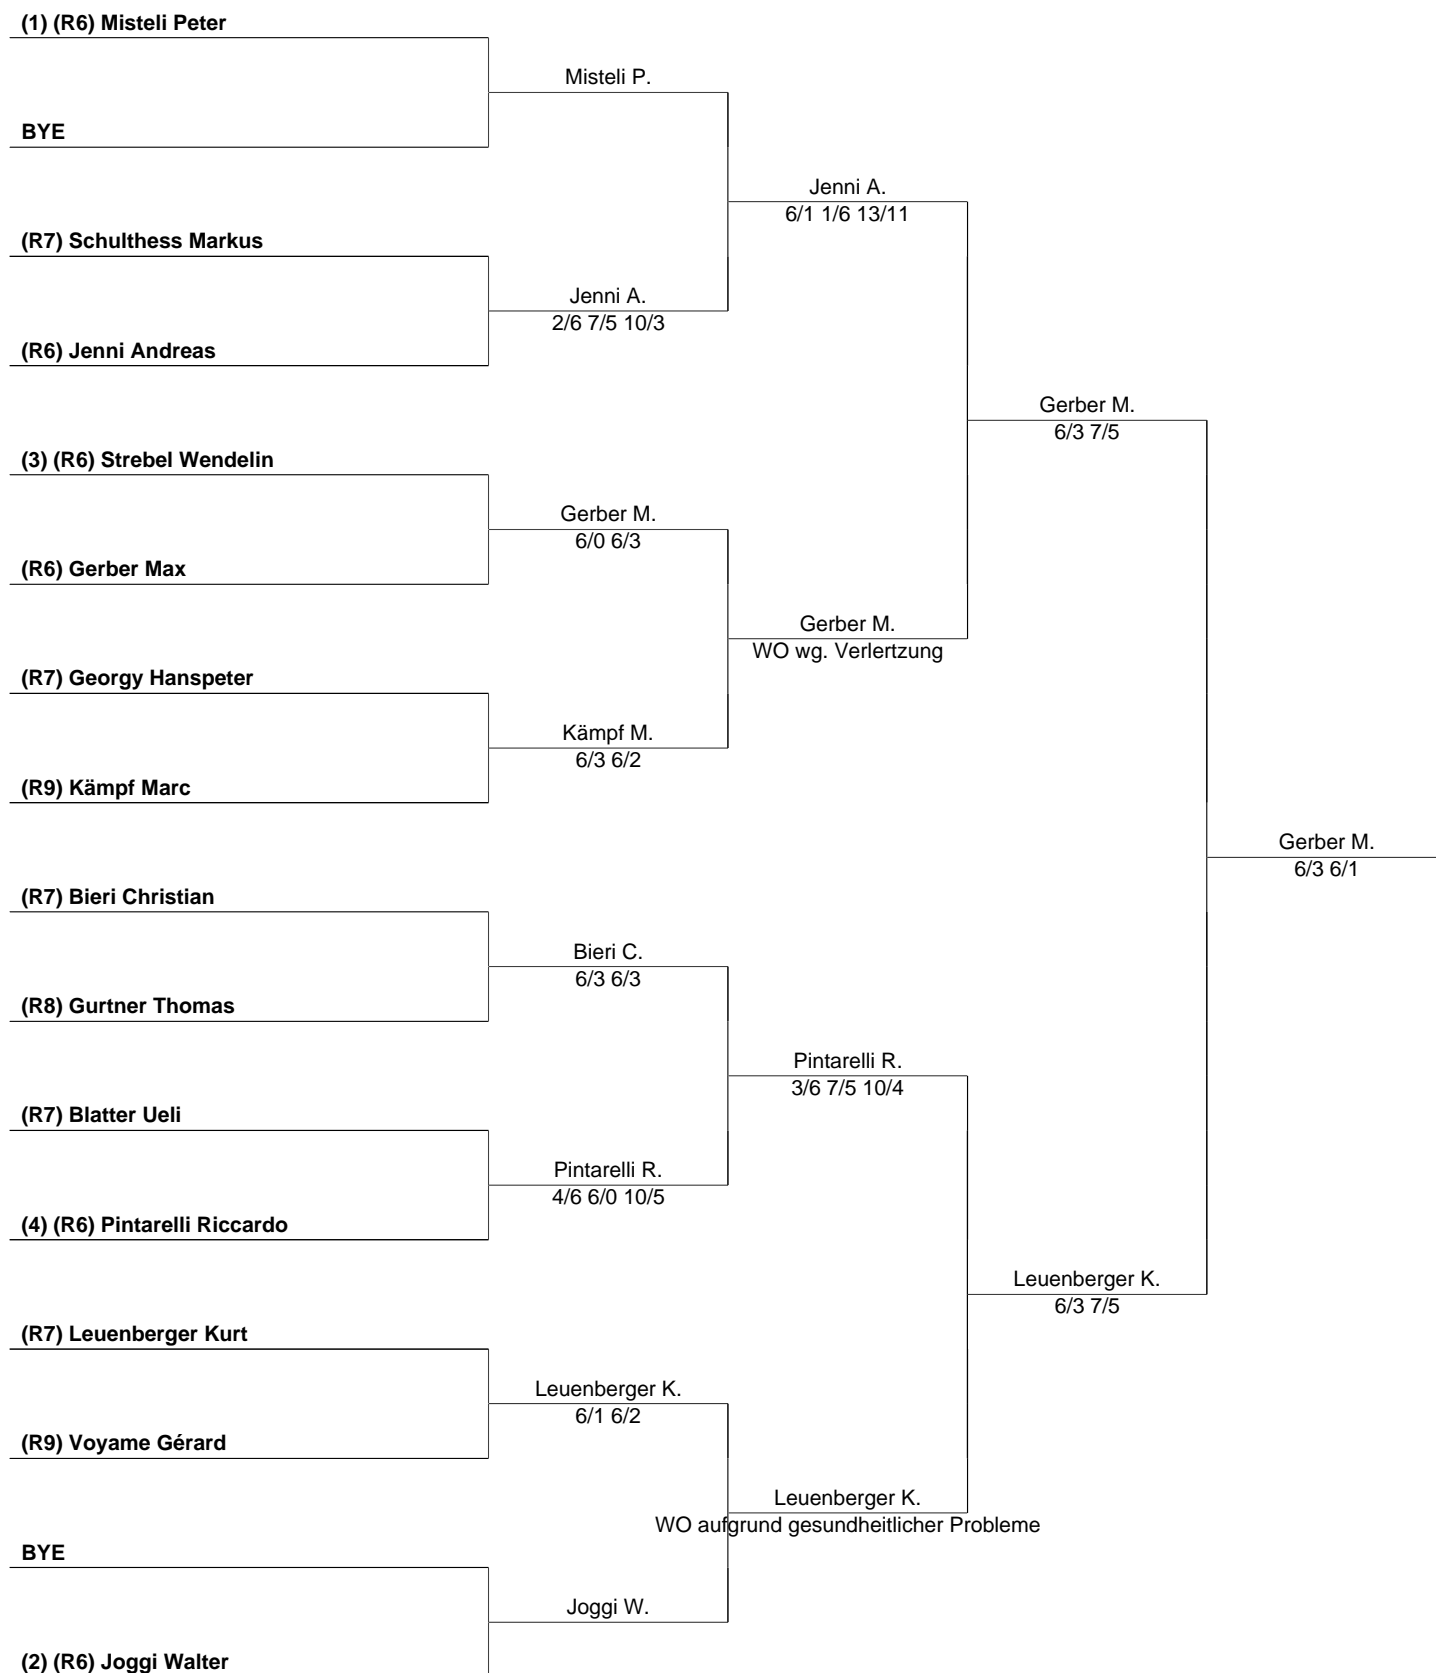 (1) (R6) Misteli Peter
Misteli P.
BYE
Jenni A.
6/1 1/6 13/11
(R7) Schulthess Markus
Jenni A.
2/6 7/5 10/3
(R6) Jenni Andreas
Gerber M.
6/3 7/5
(3) (R6) Strebel Wendelin
Gerber M.
6/0 6/3
(R6) Gerber Max
Gerber M.
WO wg. Verlertzung
(R7) Georgy Hanspeter
Kämpf M.
6/3 6/2
(R9) Kämpf Marc
Gerber M.
6/3 6/1
(R7) Bieri Christian
Bieri C.
6/3 6/3
(R8) Gurtner Thomas
Pintarelli R.
3/6 7/5 10/4
(R7) Blatter Ueli
Pintarelli R.
4/6 6/0 10/5
(4) (R6) Pintarelli Riccardo
Leuenberger K.
6/3 7/5
(R7) Leuenberger Kurt
Leuenberger K.
6/1 6/2
(R9) Voyame Gérard
Leuenberger K.
WO aufgrund gesundheitlicher Probleme
BYE
Joggi W.
(2) (R6) Joggi Walter